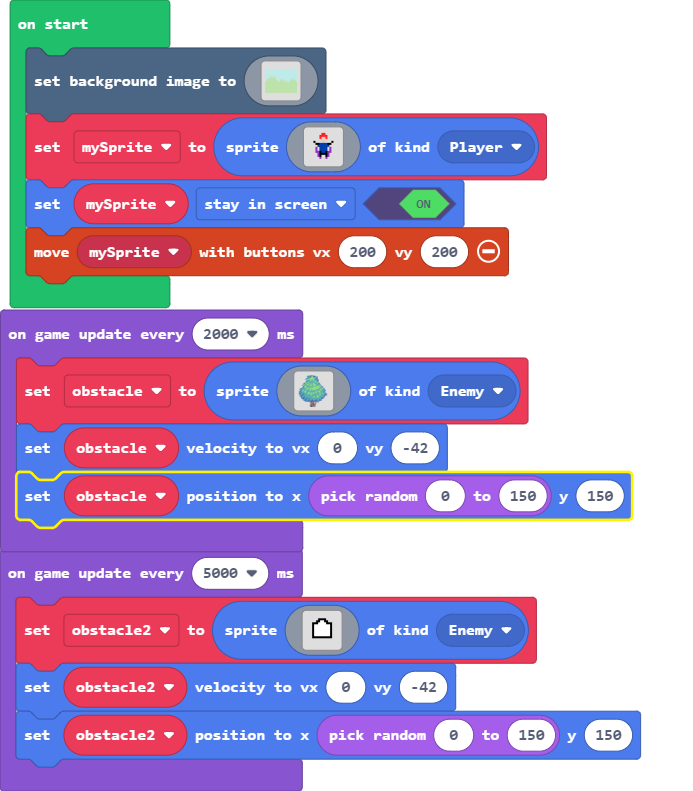 on start
set background image to
set mySprite to sprite of kind Player
set mySprite stay in screen ON
move mySprite with buttons vx 200 vy 200
on game update every 2000 ms
set obstacle to sprite of kind Enemy
set obstacle velocity to vx 0 vy -42
set obstacle position to x pick random 0 to 150 y 150
on game update every 5000 ms
set obstacle2 to sprite of kind Enemy
set obstacle2 velocity to vx 0 vy -42
set obstacle2 position to x pick random 0 to 150 y 150